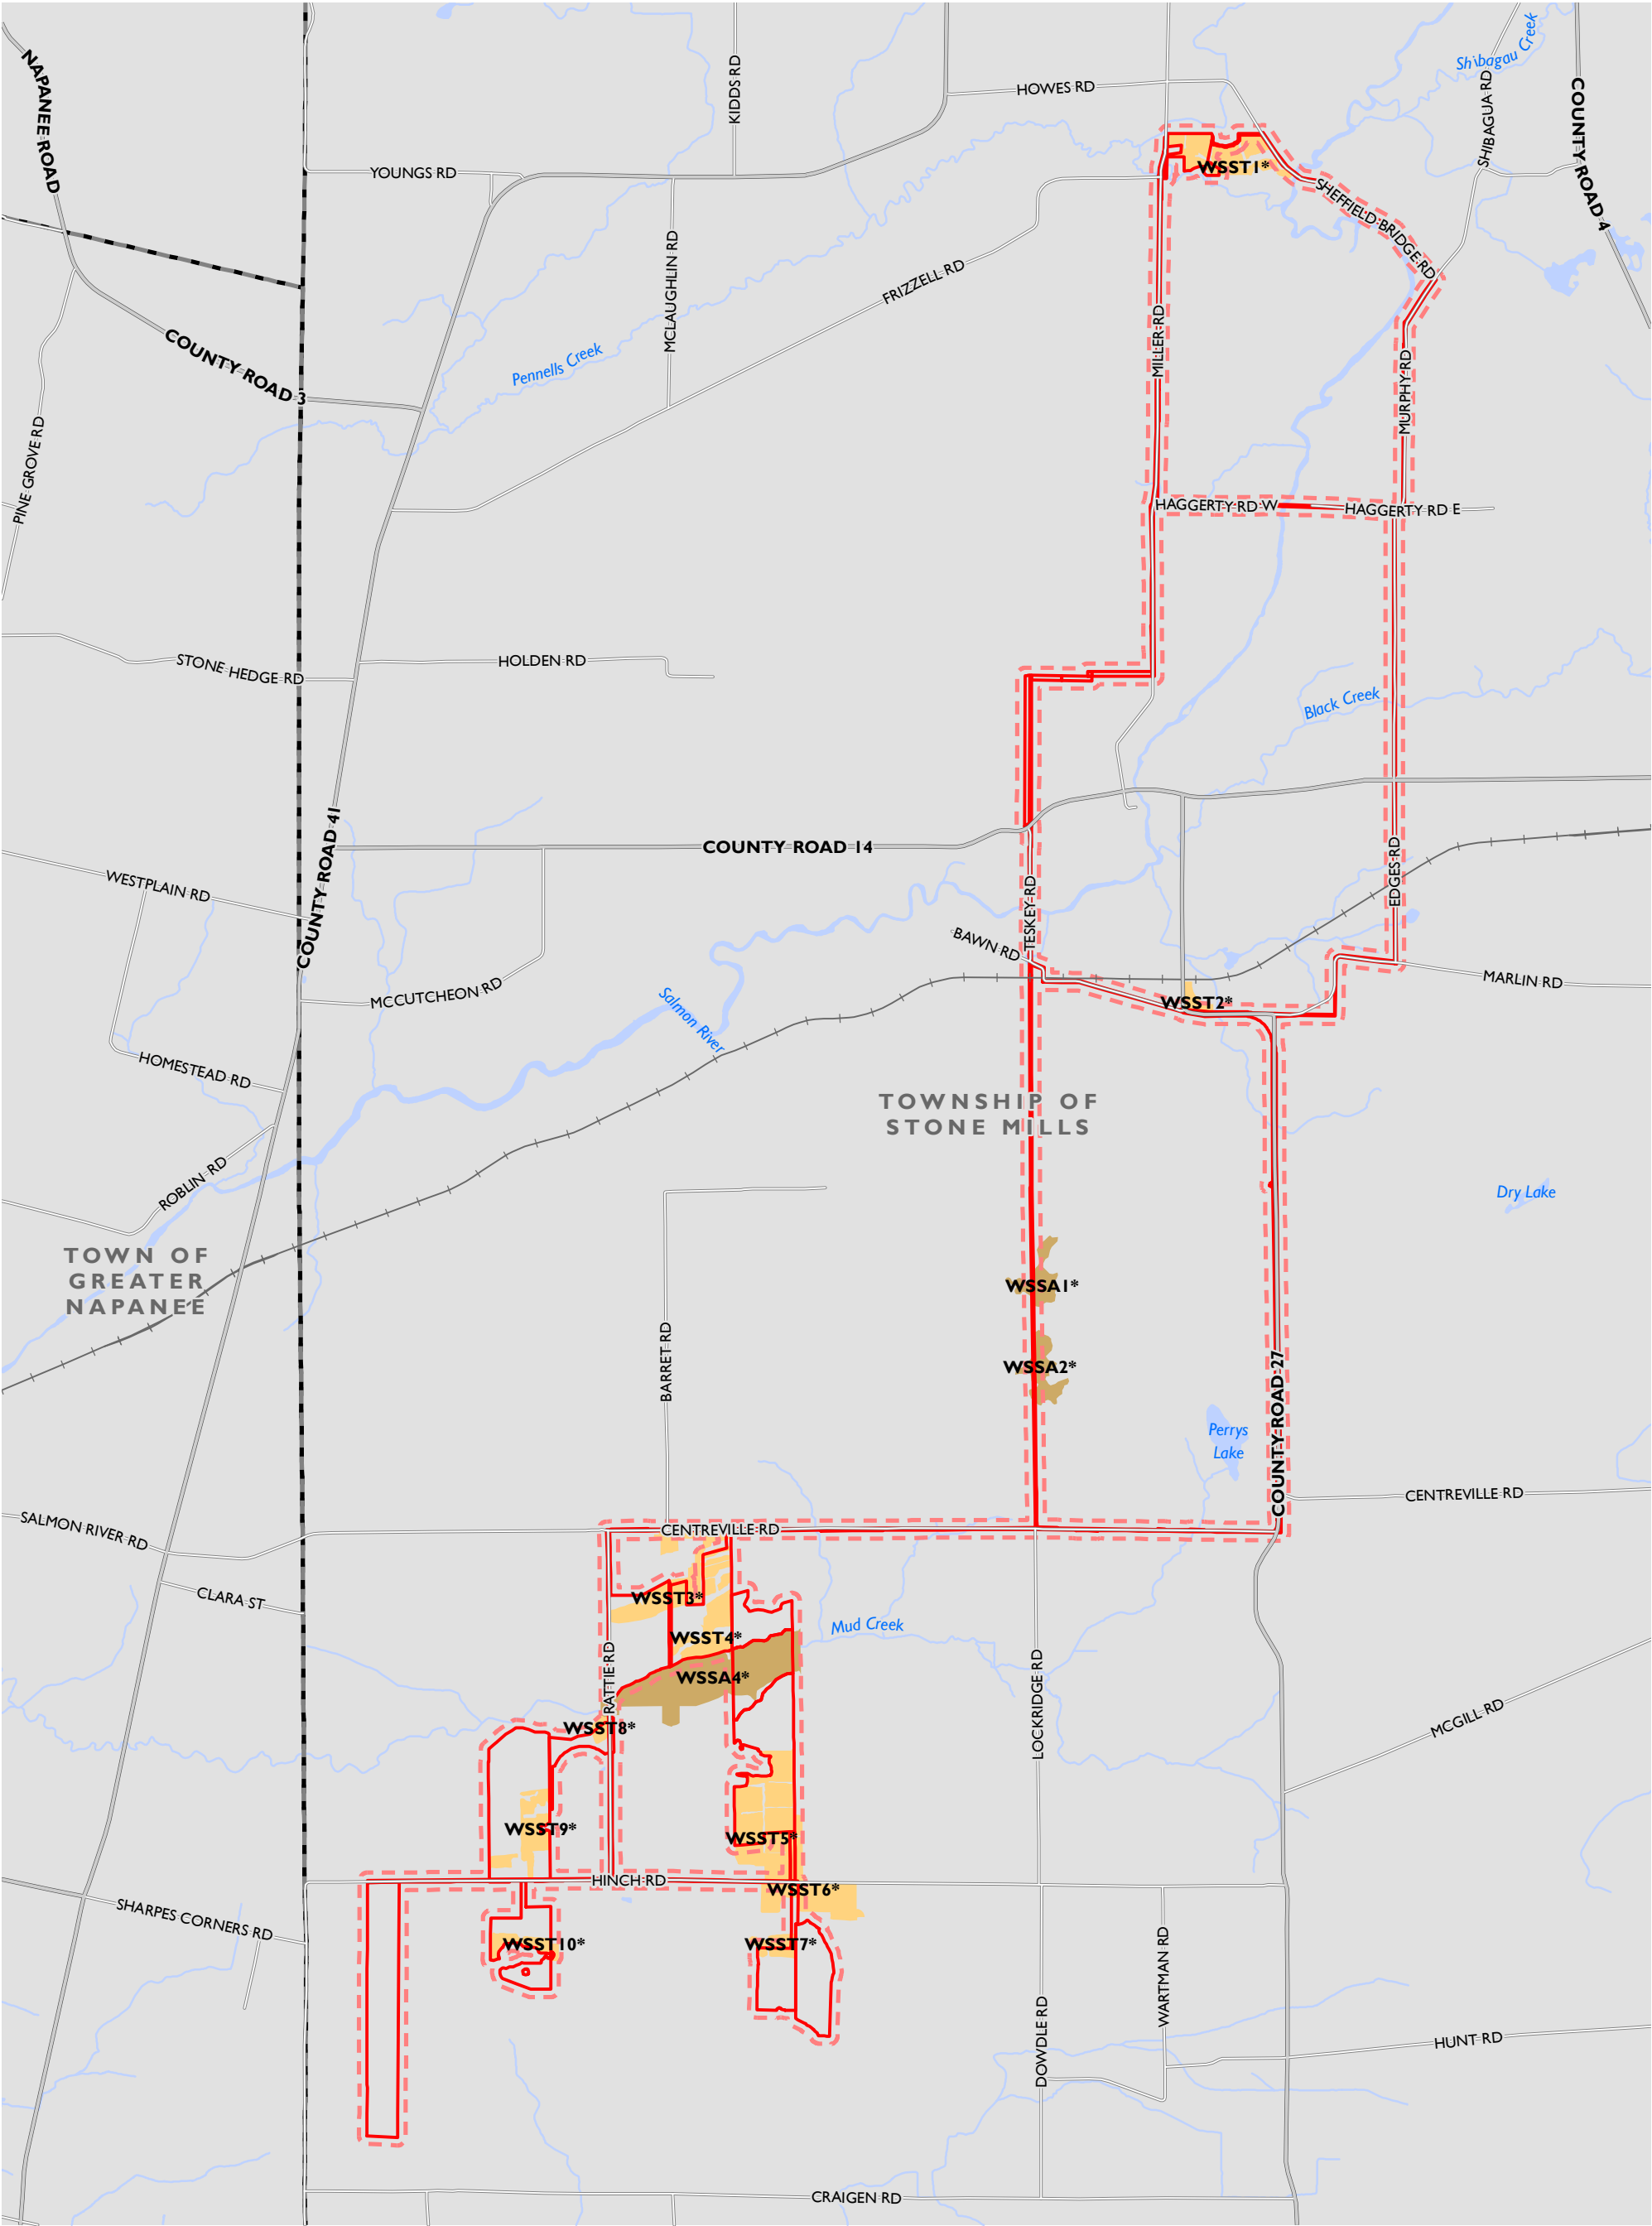 Shibagau Creek
NAPANEE ROAD
KIDDS RD
HOWES RD
SHIBAGUA RD
COUNTY ROAD 4
YOUNGS RD
WSST1*
SHEFFIELD BRIDGE RD
MCLAUGHLIN RD
FRIZZELL RD
MILLER RD
COUNTY ROAD 3
Pennells Creek
MURPHY RD
PINE GROVE RD
HAGGERTY RD W
HAGGERTY RD E
STONE HEDGE RD
HOLDEN RD
Black Creek
COUNTY ROAD 41
COUNTY ROAD 14
EDGES RD
WESTPLAIN RD
TESKEY RD
BAWN RD
MARLIN RD
MCCUTCHEON RD
WSST2*
Salmon River
HOMESTEAD RD
TOWNSHIP OF
STONE MILLS
ROBLIN RD
Dry Lake
TOWN OF
GREATER
NAPANEE
WSSA1*
BARRET RD
WSSA2*
COUNTY ROAD 27
Perrys
Lake
CENTREVILLE RD
SALMON RIVER RD
CENTREVILLE RD
CLARA ST
WSST3*
Mud Creek
WSST4*
RATTIE RD
WSSA4*
LOCKRIDGE RD
MCGILL RD
WSST8*
WSST9*
WSST5*
HINCH RD
WSST6*
SHARPES CORNERS RD
WSST10*
WSST7*
WARTMAN RD
DOWDLE RD
HUNT RD
CRAIGEN RD